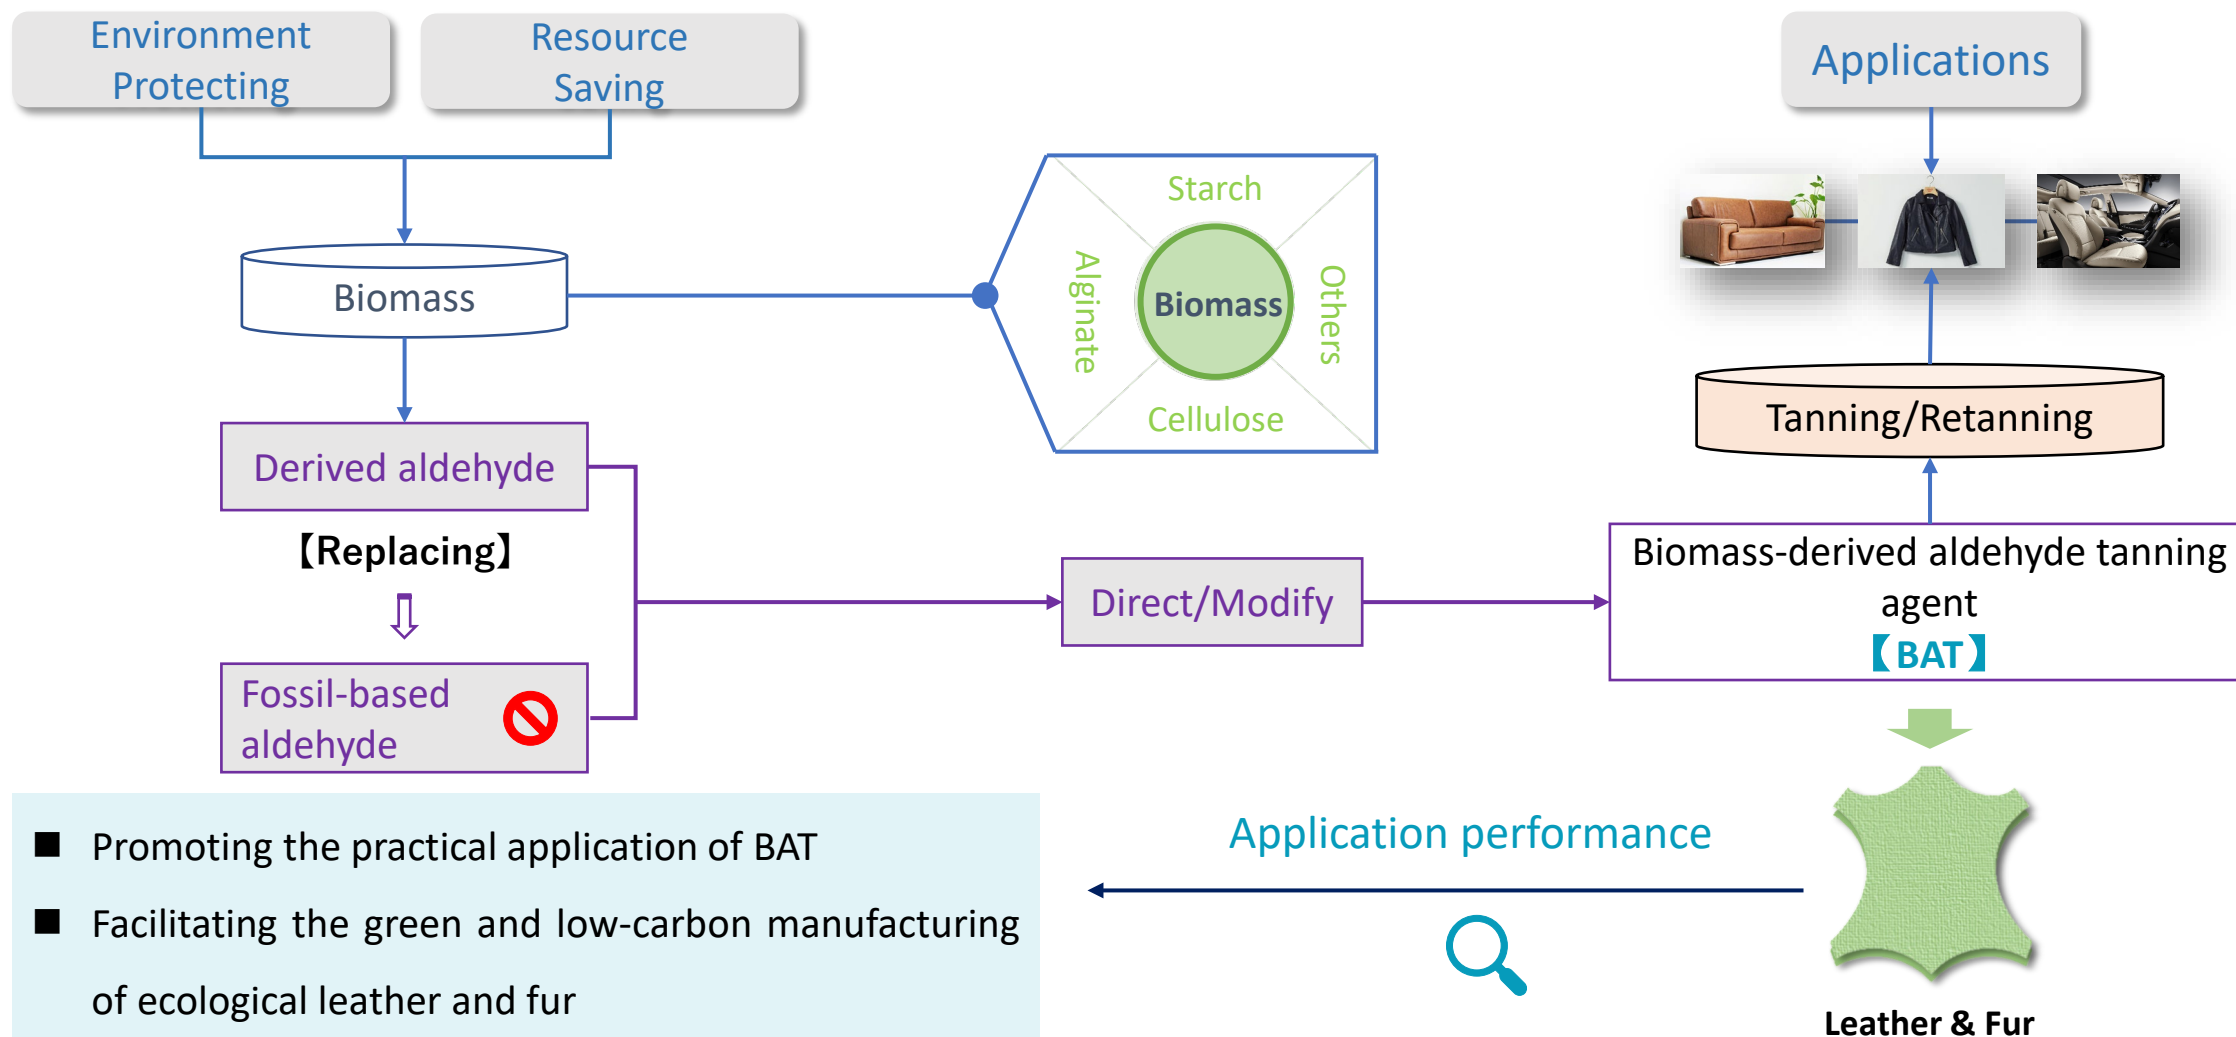 Environment
Protecting
Resource
Saving
Applications
Starch
Alginate
Biomass
Others
Cellulose
Biomass
Tanning/Retanning
Derived aldehyde
【Replacing】
Fossil-based
aldehyde
Direct/Modify
Biomass-derived aldehyde tanning
agent
【BAT】
■ Promoting the practical application of BAT
■ Facilitating the green and low-carbon manufacturing
of ecological leather and fur
Application performance
Leather & Fur